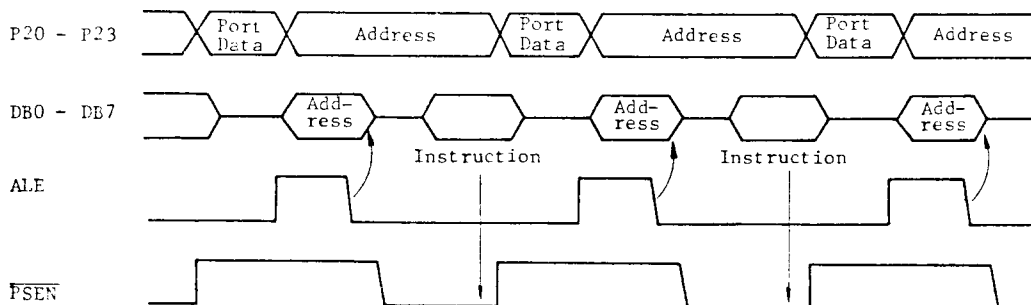 P20 - P23
Port Data
Address
Port Data
Address
Port Data
Address
DB0 - DB7
Add-
ress
Add-
ress
Add-
ress
Instruction
Instruction
ALE
PSEN